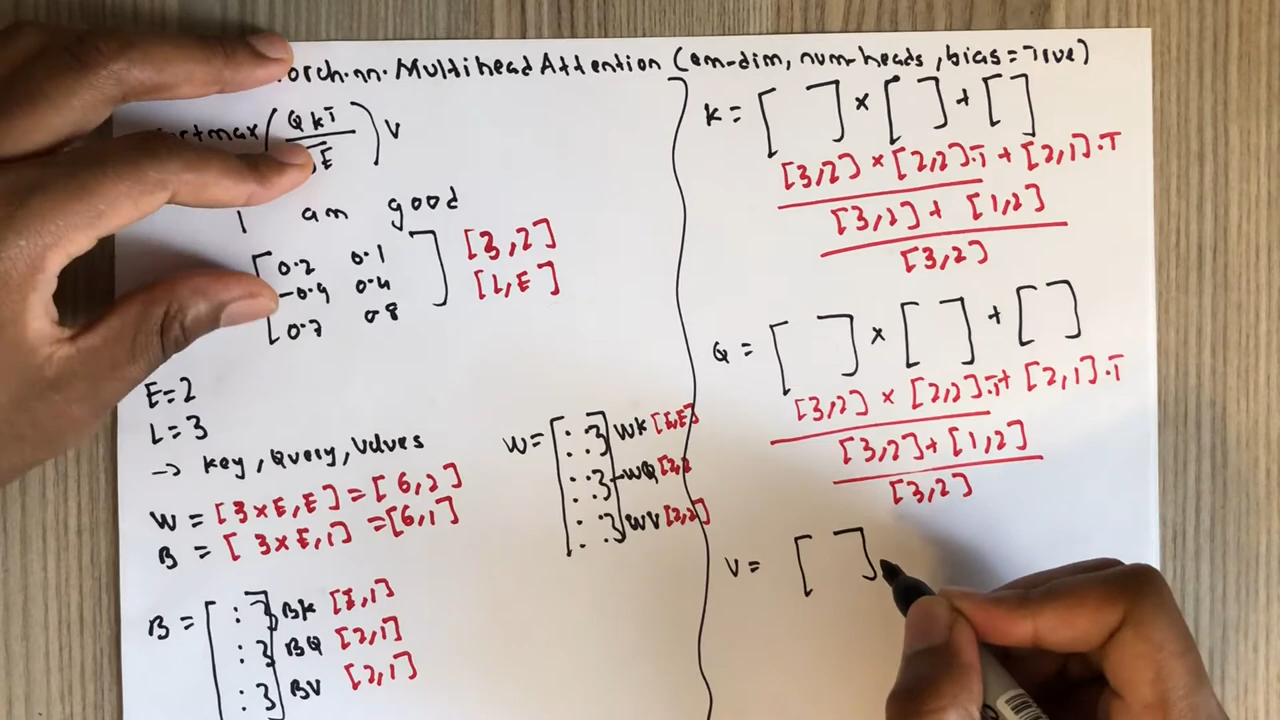 orch.nn.MultiheadAttention (em-dim, num-heads, bias=True)
tmax(QKT / √E) V
I am good
[0.2 0.1
-0.4 0.4
0.7 0.8]
[3,2]
[L,E]
E=2
L=3
→ Key, Query, Values
W = [3×E,E] = [6,2]
B = [3×E,1] = [6,1]
B = [
: } BK [E,1]
: } BQ [2,1]
: } BV [2,1]
W = [
: : } WK [E,E]
: : } WQ [2,2
: : } WV [2,2]
K = [ ] × [ ] + [ ]
[3,2] × [2,2].T + [2,1].T
[3,2] + [1,2]
[3,2]
Q = [ ] × [ ] + [ ]
[3,2] × [2,2].T + [2,1].T
[3,2] + [1,2]
[3,2]
V = [ ]